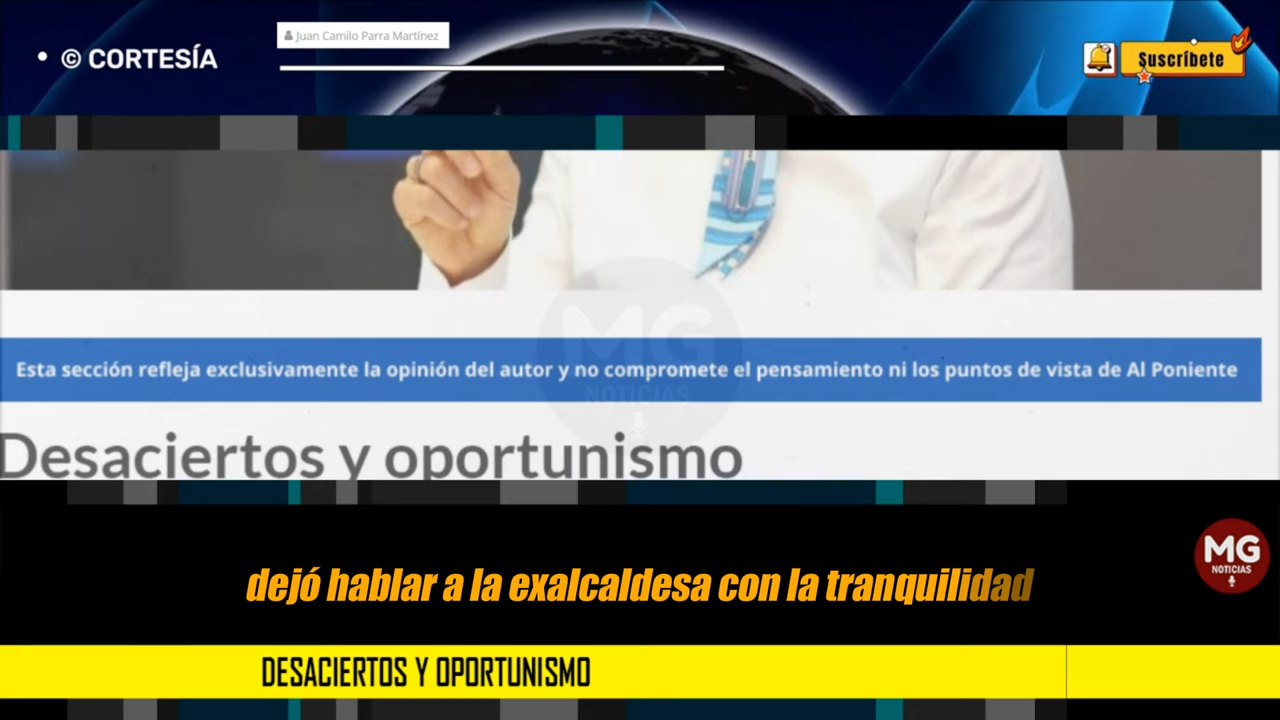 Juan Camilo Parra Martínez
• © CORTESÍA
Suscríbete
MG
NOTICIAS
Esta sección refleja exclusivamente la opinión del autor y no compromete el pensamiento ni los puntos de vista de Al Poniente
Desaciertos y oportunismo
MG
NOTICIAS
dejó hablar a la exalcaldesa con la tranquilidad
DESACIERTOS Y OPORTUNISMO